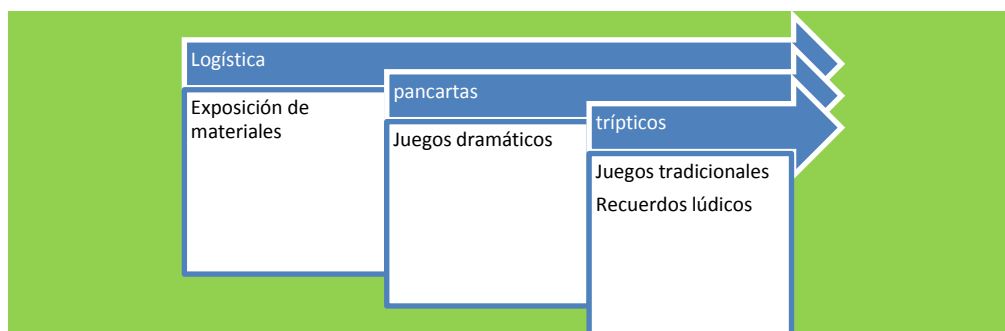 Logística
Exposición de
materiales
pancartas
Juegos dramáticos
trípticos
Juegos tradicionales
Recuerdos lúdicos